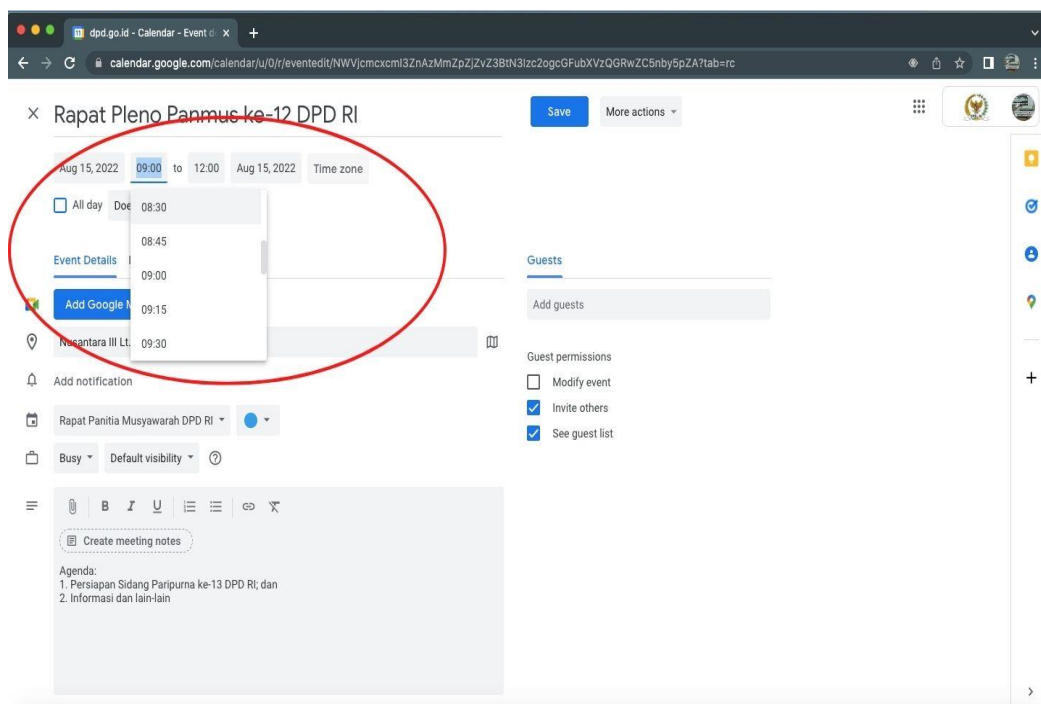 dpd.go.id - Calendar - Event d
calendar.google.com/calendar/u/0/r/eventedit/NWVjcmcxcmI3ZnAzMmZpZjZvZ3BtN3Izc2ogcGFubXVzQGRwZC5nby5pZA?tab=rc
Rapat Pleno Panmus ke-12 DPD RI
Save
More actions
Aug 15, 2022 09:00 to 12:00 Aug 15, 2022 Time zone
All day
08:30
08:45
09:00
09:15
09:30
Event Details
Guests
Add Google
Add guests
Nusantara III Lt.
Guest permissions
Add notification
Modify event
Invite others
See guest list
Rapat Panitia Musyawarah DPD RI
Busy
Default visibility
B I U
Create meeting notes
Agenda:
1. Persiapan Sidang Paripurna ke-13 DPD RI; dan
2. Informasi dan lain-lain